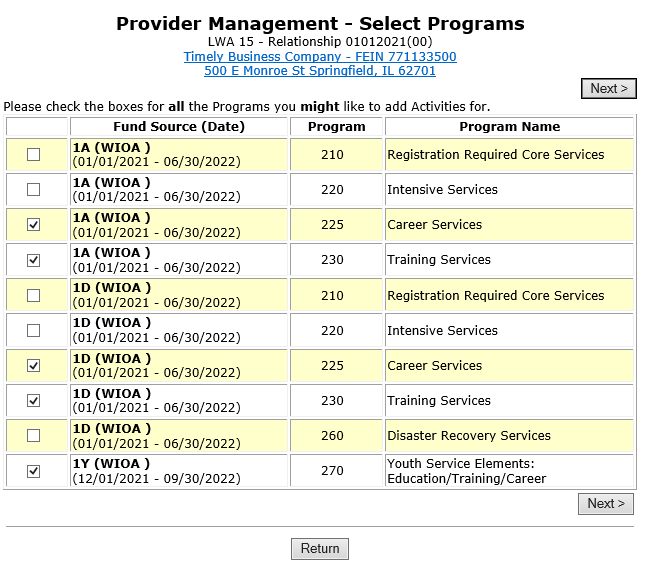 Provider Management - Select Programs
LWA 15 - Relationship 01012021(00)
Timely Business Company - FEIN 771133500
500 E Monroe St Springfield, IL 62701
Next >
Please check the boxes for all the Programs you might like to add Activities for.
Fund Source (Date) Program Program Name
1A (WIOA )
(01/01/2021 - 06/30/2022) 210 Registration Required Core Services
1A (WIOA )
(01/01/2021 - 06/30/2022) 220 Intensive Services
1A (WIOA )
(01/01/2021 - 06/30/2022) 225 Career Services
1A (WIOA )
(01/01/2021 - 06/30/2022) 230 Training Services
1D (WIOA )
(01/01/2021 - 06/30/2022) 210 Registration Required Core Services
1D (WIOA )
(01/01/2021 - 06/30/2022) 220 Intensive Services
1D (WIOA )
(01/01/2021 - 06/30/2022) 225 Career Services
1D (WIOA )
(01/01/2021 - 06/30/2022) 230 Training Services
1D (WIOA )
(01/01/2021 - 06/30/2022) 260 Disaster Recovery Services
1Y (WIOA ) 270 Youth Service Elements:
(12/01/2021 - 09/30/2022) Education/Training/Career
Next >
Return